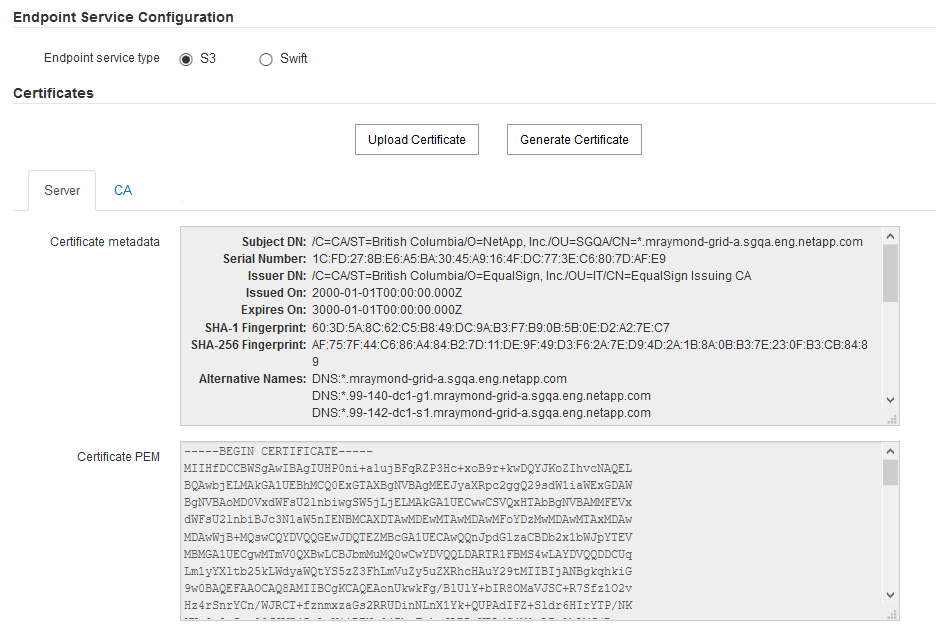 Endpoint Service Configuration
Endpoint service type S3 Swift
Certificates
Upload Certificate Generate Certificate
Server CA
Certificate metadata
Subject DN: /C=CA/ST=British Columbia/O=NetApp, Inc./OU=SGQA/CN=*.mraymond-grid-a.sgqa.eng.netapp.com
Serial Number: 1C:FD:27:8B:E6:A5:BA:30:45:A9:16:4F:DC:77:3E:C6:80:7D:AF:E9
Issuer DN: /C=CA/ST=British Columbia/O=EqualSign, Inc./OU=IT/CN=EqualSign Issuing CA
Issued On: 2000-01-01T00:00:00.000Z
Expires On: 3000-01-01T00:00:00.000Z
SHA-1 Fingerprint: 60:3D:5A:8C:62:C5:B8:49:DC:9A:B3:F7:B9:0B:5B:0E:D2:A2:7E:C7
SHA-256 Fingerprint: AF:75:7F:44:C6:86:A4:84:B2:7D:11:DE:9F:49:D3:F6:2A:7E:D9:4D:2A:1B:8A:0B:B3:7E:23:0F:B3:CB:84:8
9
Alternative Names: DNS:*.mraymond-grid-a.sgqa.eng.netapp.com
DNS:*.99-140-dc1-g1.mraymond-grid-a.sgqa.eng.netapp.com
DNS:*.99-142-dc1-s1.mraymond-grid-a.sgqa.eng.netapp.com
Certificate PEM
-----BEGIN CERTIFICATE-----
MIIHfDCCBWSgAwIBAgIUHP0ni+alujBFqRZP3Hc+xoB9r+kwDQYJKoZIhvcNAQEL
BQAwbjELMAkGA1UEBhMCQ0ExGTAXBgNVBAgMEEJyaXRpc2ggQ29sdW1iaWExGDAW
BgNVBAoMD0VxdWFsU2lnbiwgSW5jLjELMAkGA1UECwwCSVQxHTAbBgNVBAMMFEVx
dWFsU2lnbiBJc3N1aW5nIENBMCAXDTAwMDEwMTAwMDAwMFoYDzMwMDAwMTAxMDAw
MDAwWjB+MQswCQYDVQQGEwJDQTEZMBcGA1UECAwQQnJpdGlzaCBDb2x1bWJpYTEV
MBMGA1UECgwMTmV0QXBwLCBJbmMuMQ0wCwYDVQQLDARTR1FBMS4wLAYDVQQDDCUq
Lm1yYXltb25kLWdyaWQtYS5zZ3FhLmVuZy5uZXRhcHAuY29tMIIBIjANBgkqhkiG
9w0BAQEFAAOCAQ8AMIIBCgKCAQEAonUkwkFg/BlUlY+bIR8OMaVJSC+R7Sfz1O2v
Hz4rSnrYCn/WJRCT+fznmxzaGs2RRUDinNLnX1Yk+QUPAdIFZ+Sldr6HIrYTP/NK